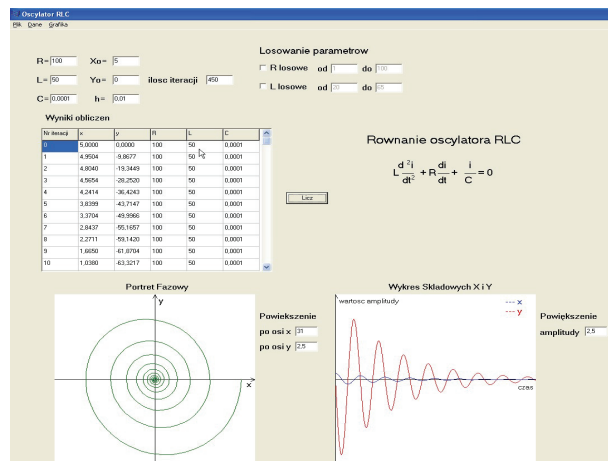 Oscylator RLC
Plik Dane Grafika
R= 100 Xo= 5
L= 50 Yo= 0 ilosc iteracji 450
C= 0,0001 h= 0,01
Losowanie parametrow
R losowe od 1 do 100
L losowe od 20 do 65
Wyniki obliczen
Nr iteracji x y R L C
0 5,0000 0,0000 100 50 0,0001
1 4,9504 -9,8677 100 50 0,0001
2 4,8040 -19,3449 100 50 0,0001
3 4,5654 -28,2520 100 50 0,0001
4 4,2414 -36,4243 100 50 0,0001
5 3,8399 -43,7147 100 50 0,0001
6 3,3704 -49,9966 100 50 0,0001
7 2,8437 -55,1657 100 50 0,0001
8 2,2711 -59,1420 100 50 0,0001
9 1,6650 -61,8704 100 50 0,0001
10 1,0380 -63,3217 100 50 0,0001
Rownanie oscylatora RLC
L d²i/dt² + R di/dt + i/C = 0
Licz
Portret Fazowy
y
x
Powiekszenie
po osi x 31
po osi y 2,5
Wykres Skladowych X i Y
wartosc amplitudy
--- x
--- y
czas
Powiększenie
amplitudy 2,5